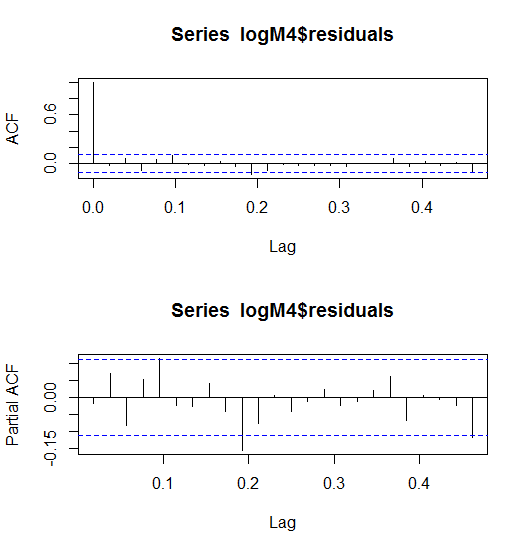 Series logM4$residuals
ACF
0.6
0.0
0.0 0.1 0.2 0.3 0.4
Lag
Series logM4$residuals
Partial ACF
0.00
-0.15
0.1 0.2 0.3 0.4
Lag